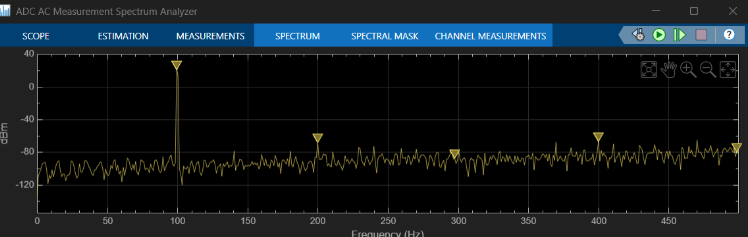 ADC AC Measurement Spectrum Analyzer
SCOPE ESTIMATION MEASUREMENTS SPECTRUM SPECTRAL MASK CHANNEL MEASUREMENTS ?
40
0
-40
-80
-120
dBm
0 50 100 150 200 250 300 350 400 450
Frequency (Hz)